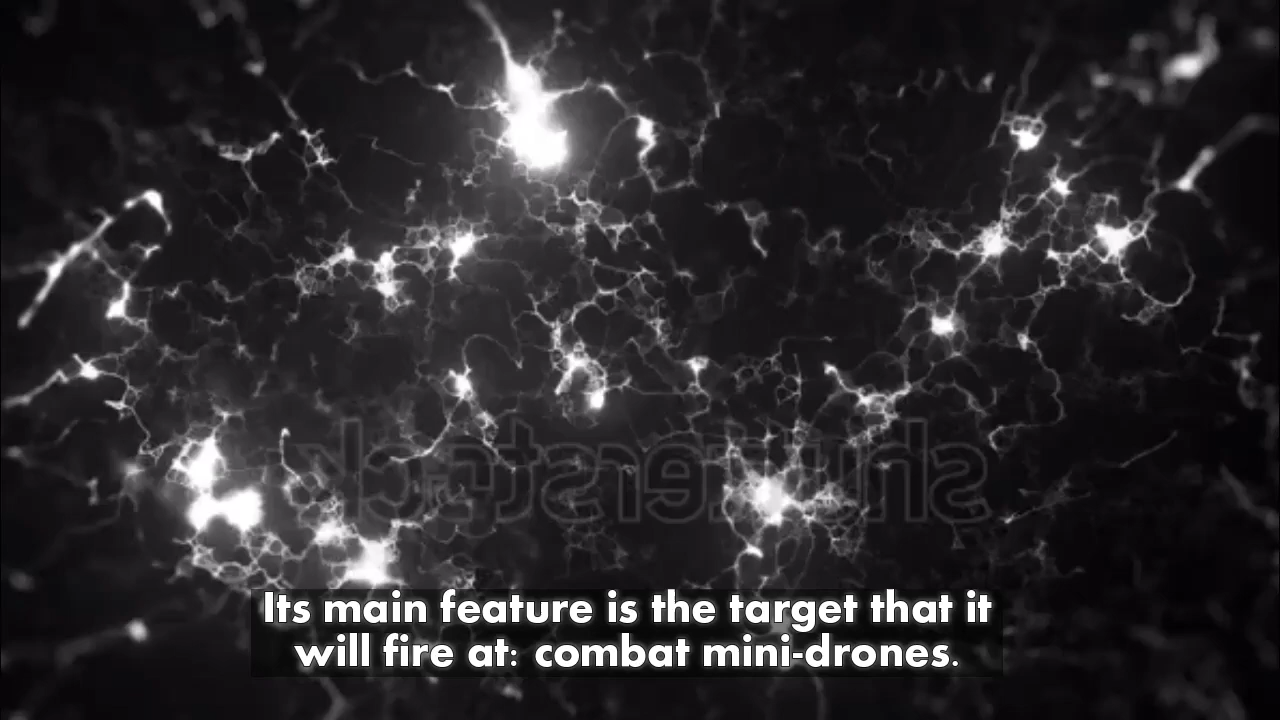 shutterstock
Its main feature is the target that it
will fire at: combat mini-drones.